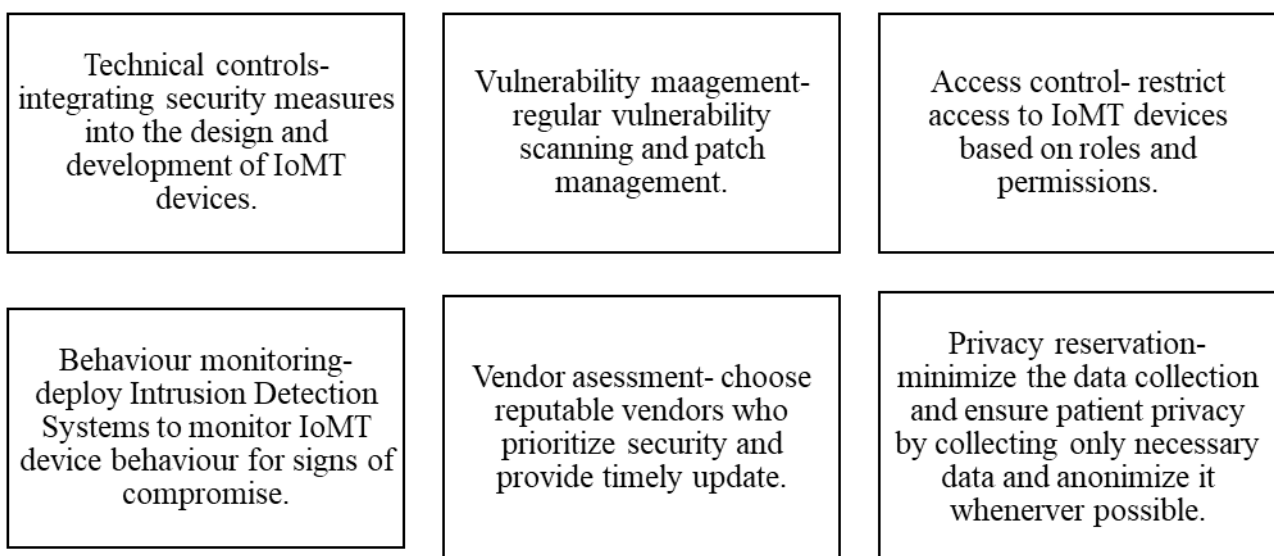 Technical controls-
integrating security measures
into the design and
development of IoMT
devices.
Vulnerability maagement-
regular vulnerability
scanning and patch
management.
Access control- restrict
access to IoMT devices
based on roles and
permissions.
Behaviour monitoring-
deploy Intrusion Detection
Systems to monitor IoMT
device behaviour for signs of
compromise.
Vendor asessment- choose
reputable vendors who
prioritize security and
provide timely update.
Privacy reservation-
minimize the data collection
and ensure patient privacy
by collecting only necessary
data and anonimize it
whenerver possible.